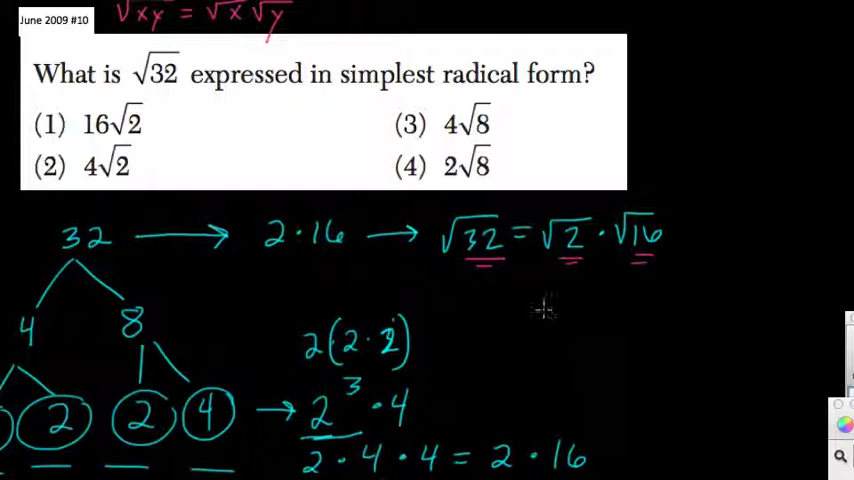 June 2009 #10
√xy = √x √y
What is √32 expressed in simplest radical form?
(1) 16√2 (3) 4√8
(2) 4√2 (4) 2√8
32 → 2 · 16 → √32 = √2 · √16
4 8
2(2 · 2)
2 2 4 → 2³ · 4
2 · 4 · 4 = 2 · 16